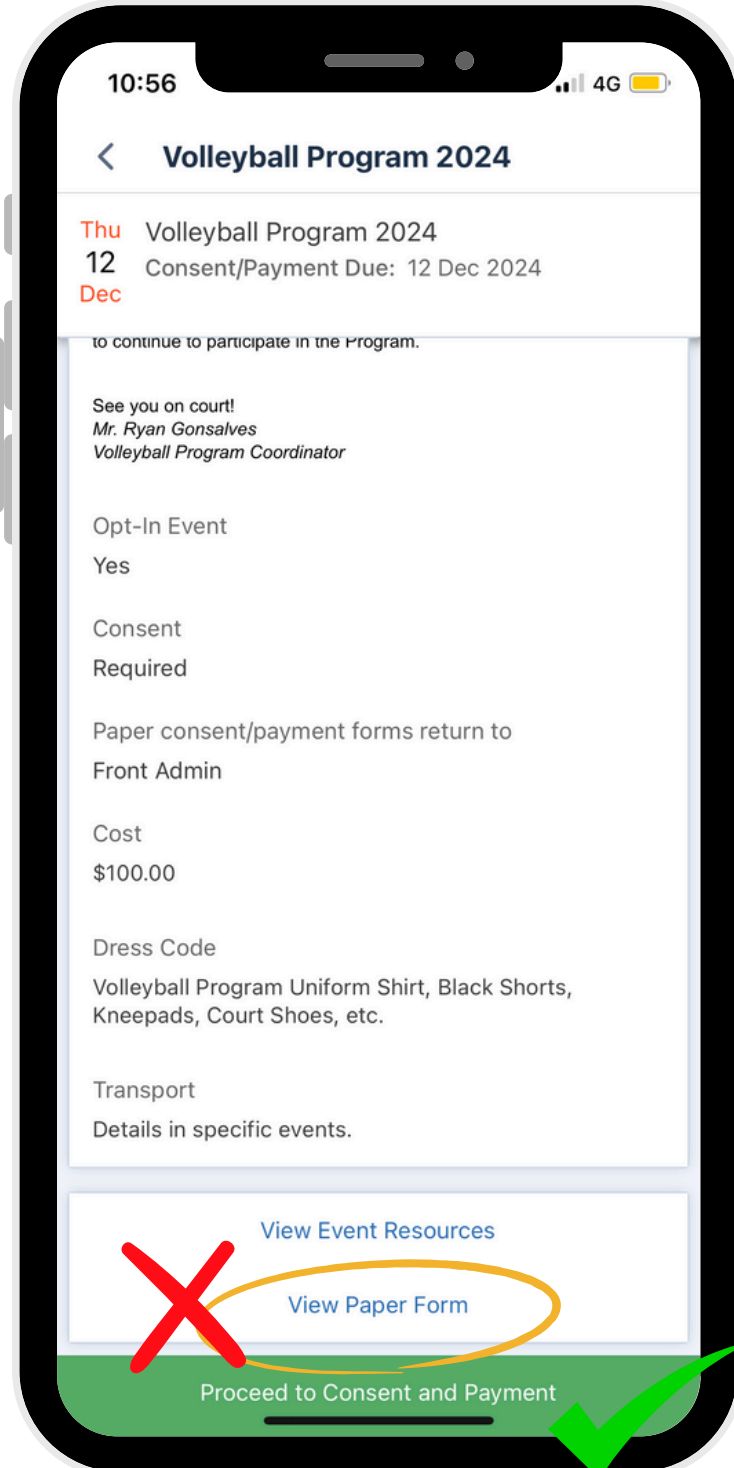 10:56
4G
Volleyball Program 2024
Thu
12
Dec
Volleyball Program 2024
Consent/Payment Due: 12 Dec 2024
to continue to participate in the Program.
See you on court!
Mr. Ryan Gonsalves
Volleyball Program Coordinator
Opt-In Event
Yes
Consent
Required
Paper consent/payment forms return to
Front Admin
Cost
$100.00
Dress Code
Volleyball Program Uniform Shirt, Black Shorts,
Kneepads, Court Shoes, etc.
Transport
Details in specific events.
View Event Resources
View Paper Form
Proceed to Consent and Payment